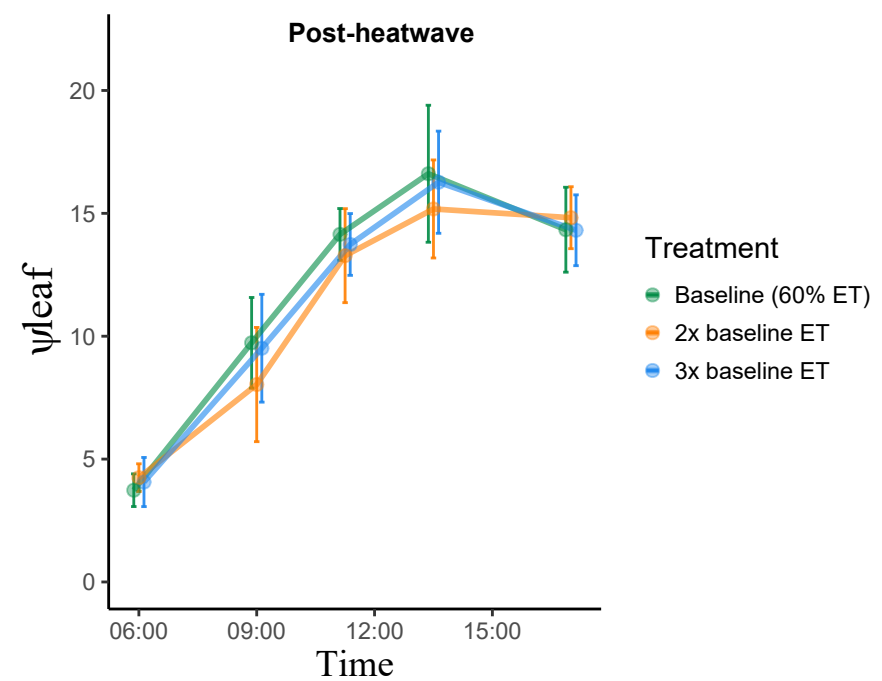 Post-heatwave
20
15
10
5
0
ψleaf
06:00 09:00 12:00 15:00
Time
Treatment
Baseline (60% ET)
2x baseline ET
3x baseline ET